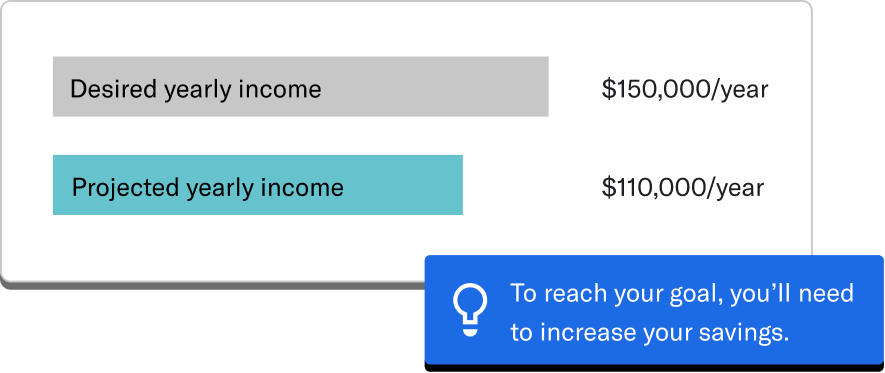 Desired yearly income $150,000/year
Projected yearly income $110,000/year
To reach your goal, you’ll need
to increase your savings.